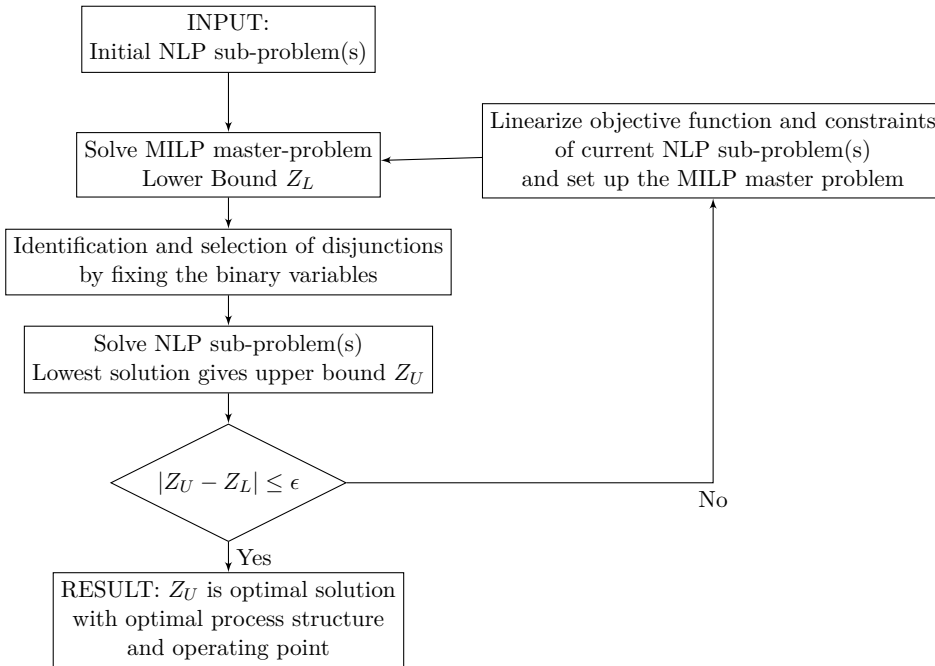 INPUT:
Initial NLP sub-problem(s)
Solve MILP master-problem
Lower Bound $Z_L$
Linearize objective function and constraints
of current NLP sub-problem(s)
and set up the MILP master problem
Identification and selection of disjunctions
by fixing the binary variables
Solve NLP sub-problem(s)
Lowest solution gives upper bound $Z_U$
$|Z_U - Z_L| \leq \epsilon$
No
Yes
RESULT: $Z_U$ is optimal solution
with optimal process structure
and operating point